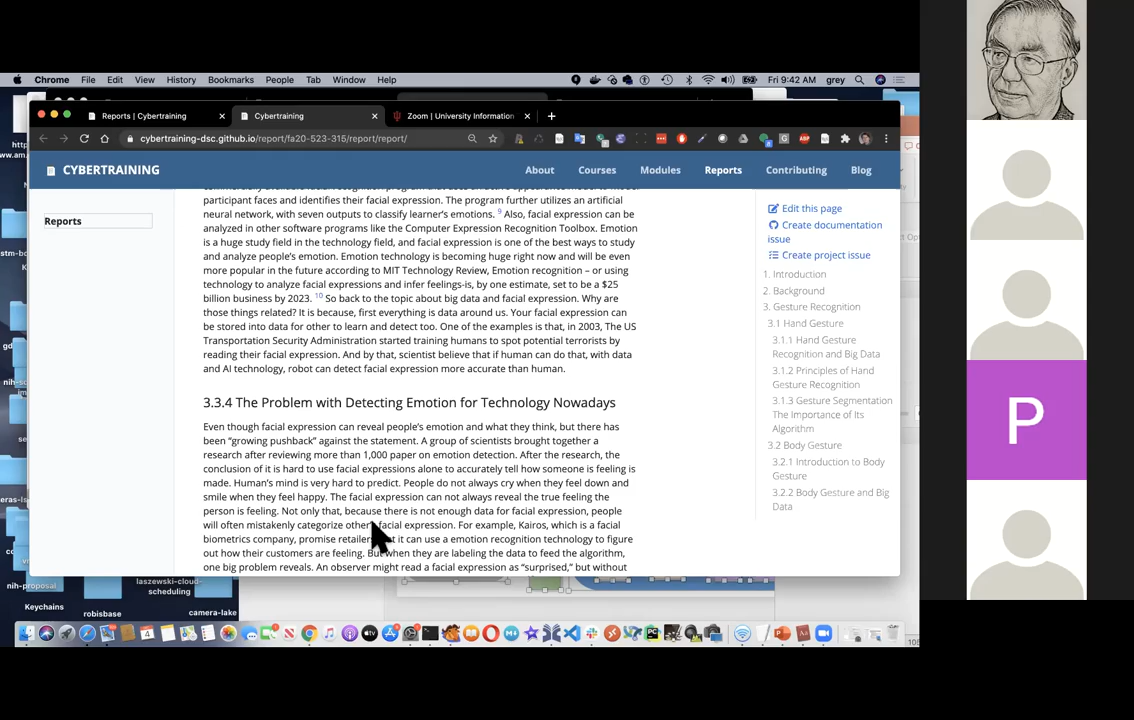 Chrome File Edit View History Bookmarks People Tab Window Help Fri 9:42 AM grey
Reports | Cybertraining
Cybertraining
Zoom | University Information
cybertraining-dsc.github.io/report/fa20-523-315/report/report/
CYBERTRAINING
About Courses Modules Reports Contributing Blog
Reports
participant faces and identifies their facial expression. The program further utilizes an artificial
neural network, with seven outputs to classify learner's emotions. 9 Also, facial expression can be
analyzed in other software programs like the Computer Expression Recognition Toolbox. Emotion
is a huge study field in the technology field, and facial expression is one of the best ways to study
and analyze people's emotion. Emotion technology is becoming huge right now and will be even
more popular in the future according to MIT Technology Review, Emotion recognition – or using
technology to analyze facial expressions and infer feelings-is, by one estimate, set to be a $25
billion business by 2023. 10 So back to the topic about big data and facial expression. Why are
those things related? It is because, first everything is data around us. Your facial expression can
be stored into data for other to learn and detect too. One of the examples is that, in 2003, The US
Transportation Security Administration started training humans to spot potential terrorists by
reading their facial expression. And by that, scientist believe that if human can do that, with data
and AI technology, robot can detect facial expression more accurate than human.
3.3.4 The Problem with Detecting Emotion for Technology Nowadays
Even though facial expression can reveal people's emotion and what they think, but there has
been "growing pushback" against the statement. A group of scientists brought together a
research after reviewing more than 1,000 paper on emotion detection. After the research, the
conclusion of it is hard to use facial expressions alone to accurately tell how someone is feeling is
made. Human's mind is very hard to predict. People do not always cry when they feel down and
smile when they feel happy. The facial expression can not always reveal the true feeling the
person is feeling. Not only that, because there is not enough data for facial expression, people
will often mistakenly categorize other facial expression. For example, Kairos, which is a facial
biometrics company, promise retailers it can use a emotion recognition technology to figure
out how their customers are feeling. But when they are labeling the data to feed the algorithm,
one big problem reveals. An observer might read a facial expression as "surprised," but without
Edit this page
Create documentation
issue
Create project issue
1. Introduction
2. Background
3. Gesture Recognition
3.1 Hand Gesture
3.1.1 Hand Gesture
Recognition and Big Data
3.1.2 Principles of Hand
Gesture Recognition
3.1.3 Gesture Segmentation
The Importance of Its
Algorithm
3.2 Body Gesture
3.2.1 Introduction to Body
Gesture
3.2.2 Body Gesture and Big
Data
nih-proposal
Keychains
robisbase
laszewski-cloud-
scheduling
camera-lake
P